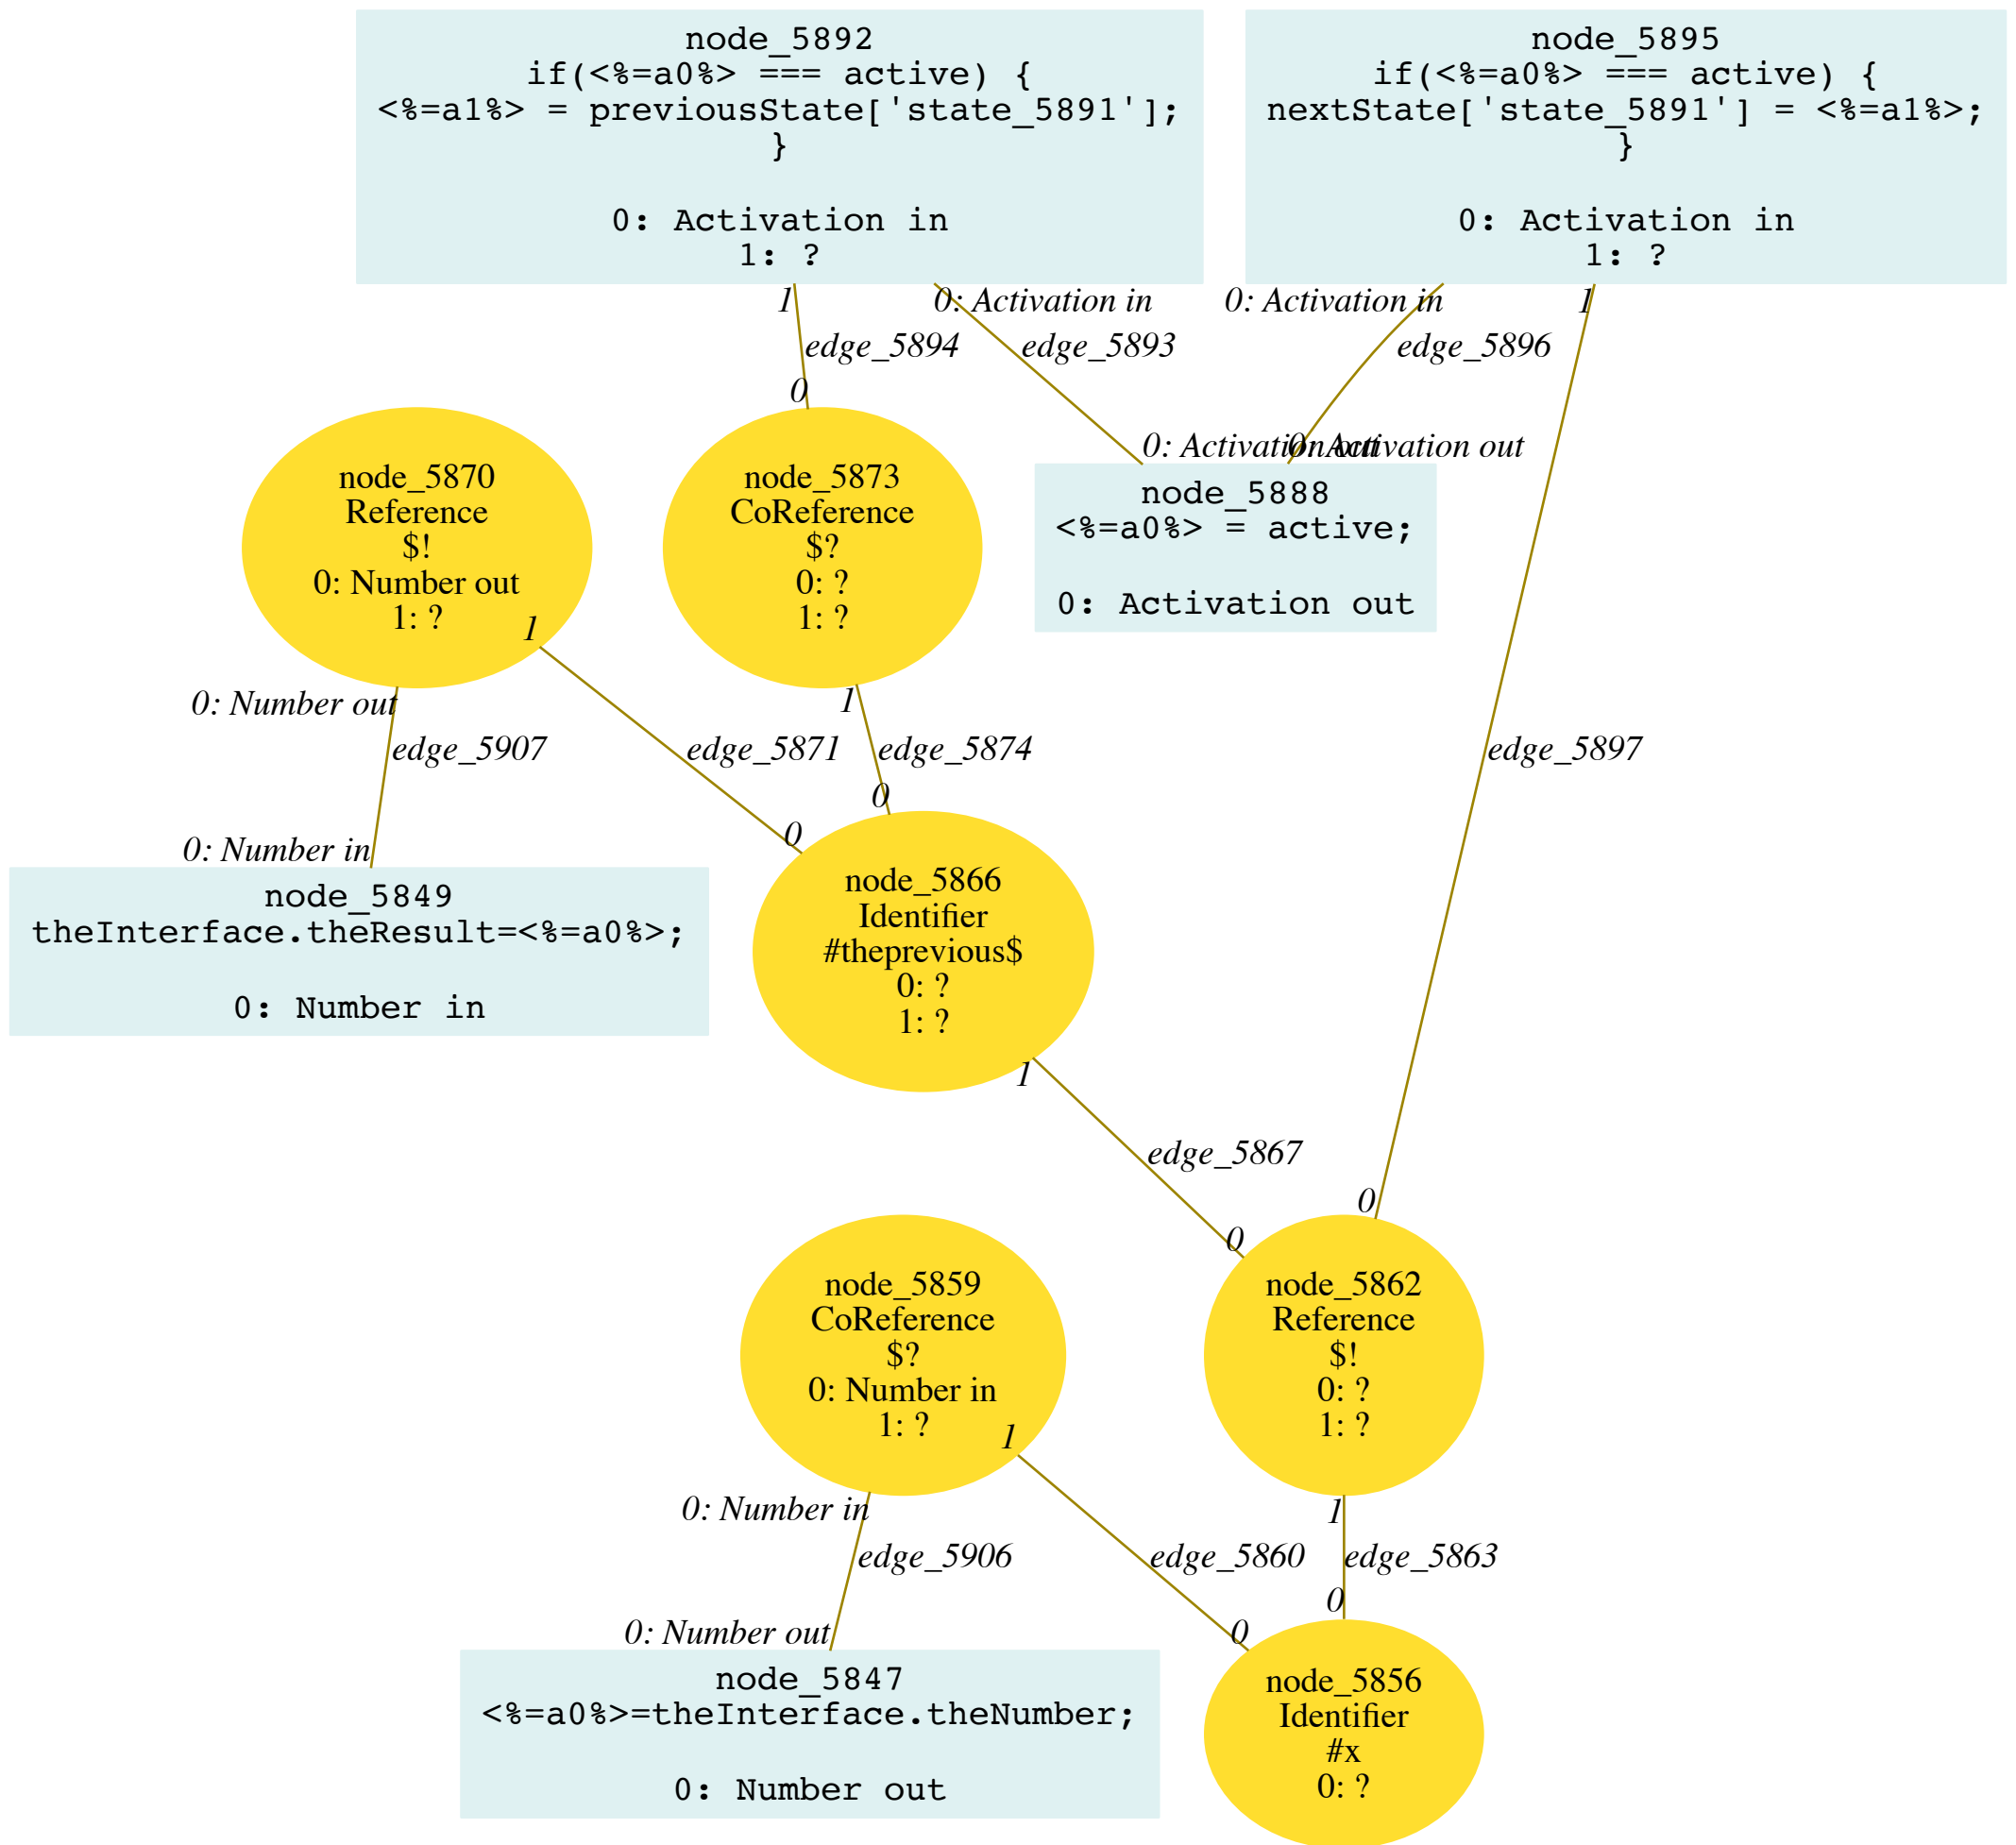 node_5892
if(<%=a0%> === active) {
<%=a1%> = previousState['state_5891'];
}
0: Activation in
1: ?
node_5895
if(<%=a0%> === active) {
nextState['state_5891'] = <%=a1%>;
}
0: Activation in
1: ?
1
0: Activation in
0: Activation in
1
edge_5894
edge_5893
edge_5896
0
0: Activation out
0: Activation out
node_5870
Reference
$!
0: Number out
1: ?
node_5873
CoReference
$?
0: ?
1: ?
node_5888
<%=a0%> = active;
0: Activation out
1
0: Number out
1
edge_5907
edge_5871
edge_5874
edge_5897
0
0
0: Number in
node_5849
theInterface.theResult=<%=a0%>;
0: Number in
node_5866
Identifier
#theprevious$
0: ?
1: ?
1
edge_5867
0
0
node_5859
CoReference
$?
0: Number in
1: ?
node_5862
Reference
$!
0: ?
1: ?
1
0: Number in
1
edge_5906
edge_5860
edge_5863
0
0
0: Number out
node_5847
<%=a0%>=theInterface.theNumber;
0: Number out
node_5856
Identifier
#x
0: ?